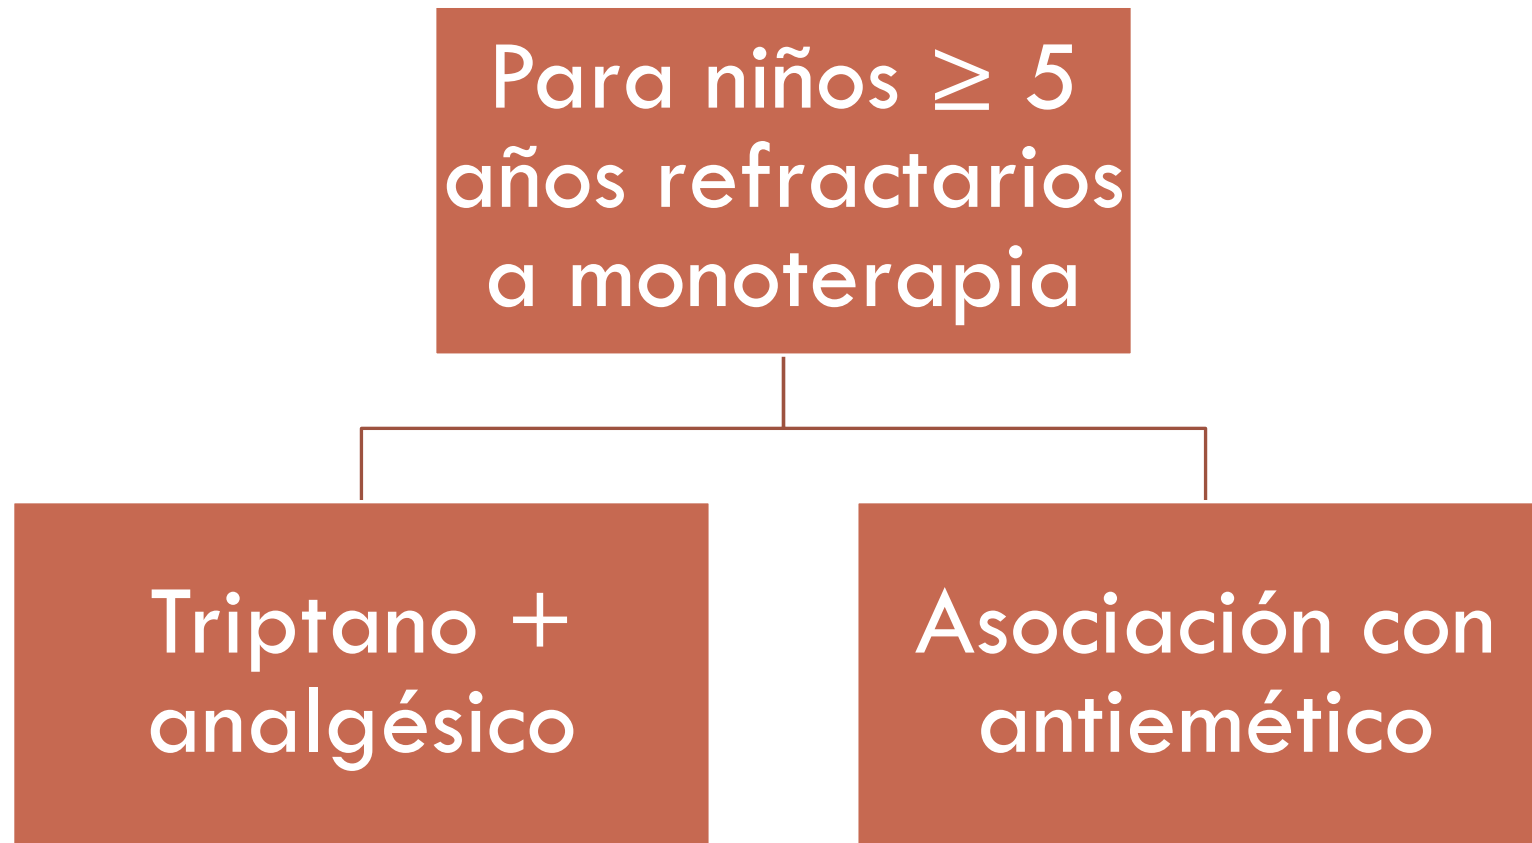 Para niños ≥ 5
años refractarios
a monoterapia
Triptano +
analgésico
Asociación con
antiemético